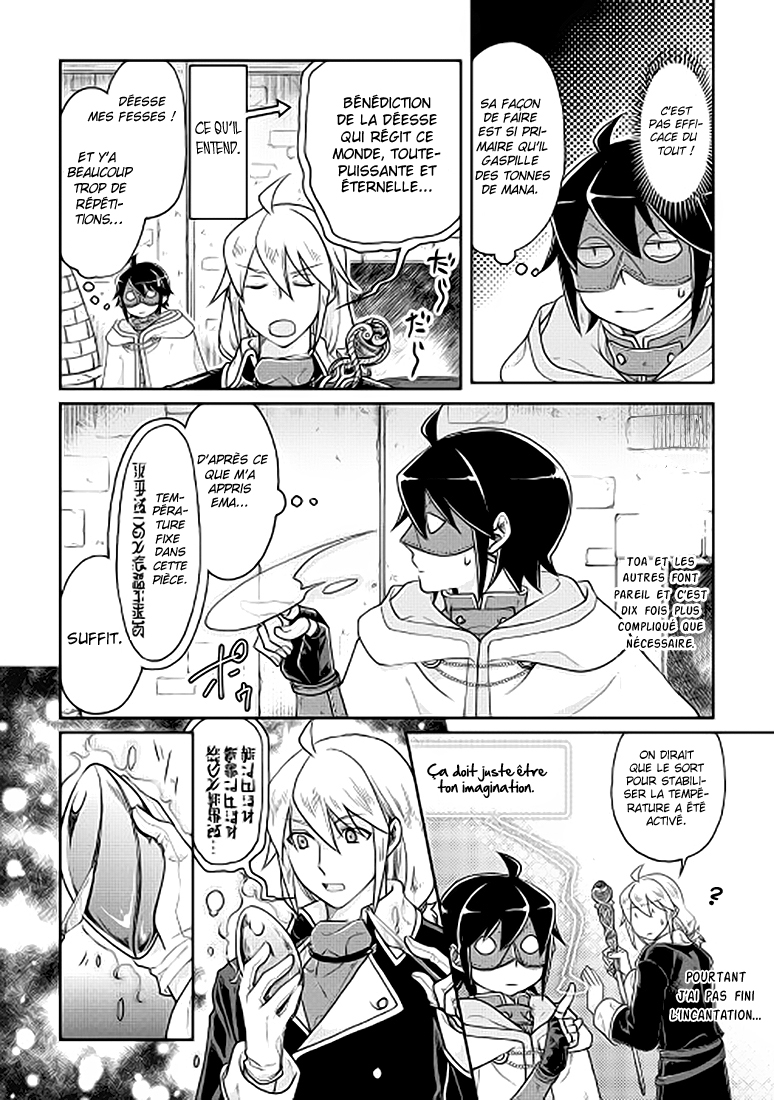 C'EST
PAS EFFI-
CACE DU
TOUT !
SA FAÇON
DE FAIRE
EST SI PRI-
MAIRE QU'IL
GASPILLE
DES TONNES
DE MANA.
BÉNÉDICTION
DE LA DÉESSE
QUI RÉGIT CE
MONDE, TOUTE-
PUISSANTE ET
ÉTERNELLE...
CE QU'IL
ENTEND.
DÉESSE
MES FESSES !
ET Y'A
BEAUCOUP
TROP DE
RÉPÉTI-
TIONS...
だ〜
だ〜
TOA ET LES
AUTRES FONT
PAREIL ET C'EST
DIX FOIS PLUS
COMPLIQUÉ QUE
NÉCESSAIRE.
D'APRÈS CE
QUE M'A
APPRIS
EMA...
TEM-
PÉRA-
TURE
FIXE DANS
CETTE
PIÈCE.
SUFFIT.
ポゥ
ON DIRAIT
QUE LE SORT
POUR STABILI-
SER LA TEMPÉ-
RATURE A ÉTÉ
ACTIVÉ.
?
POURTANT
J'AI PAS FINI
L'INCANTATION...
Ça doit juste être
ton imagination.